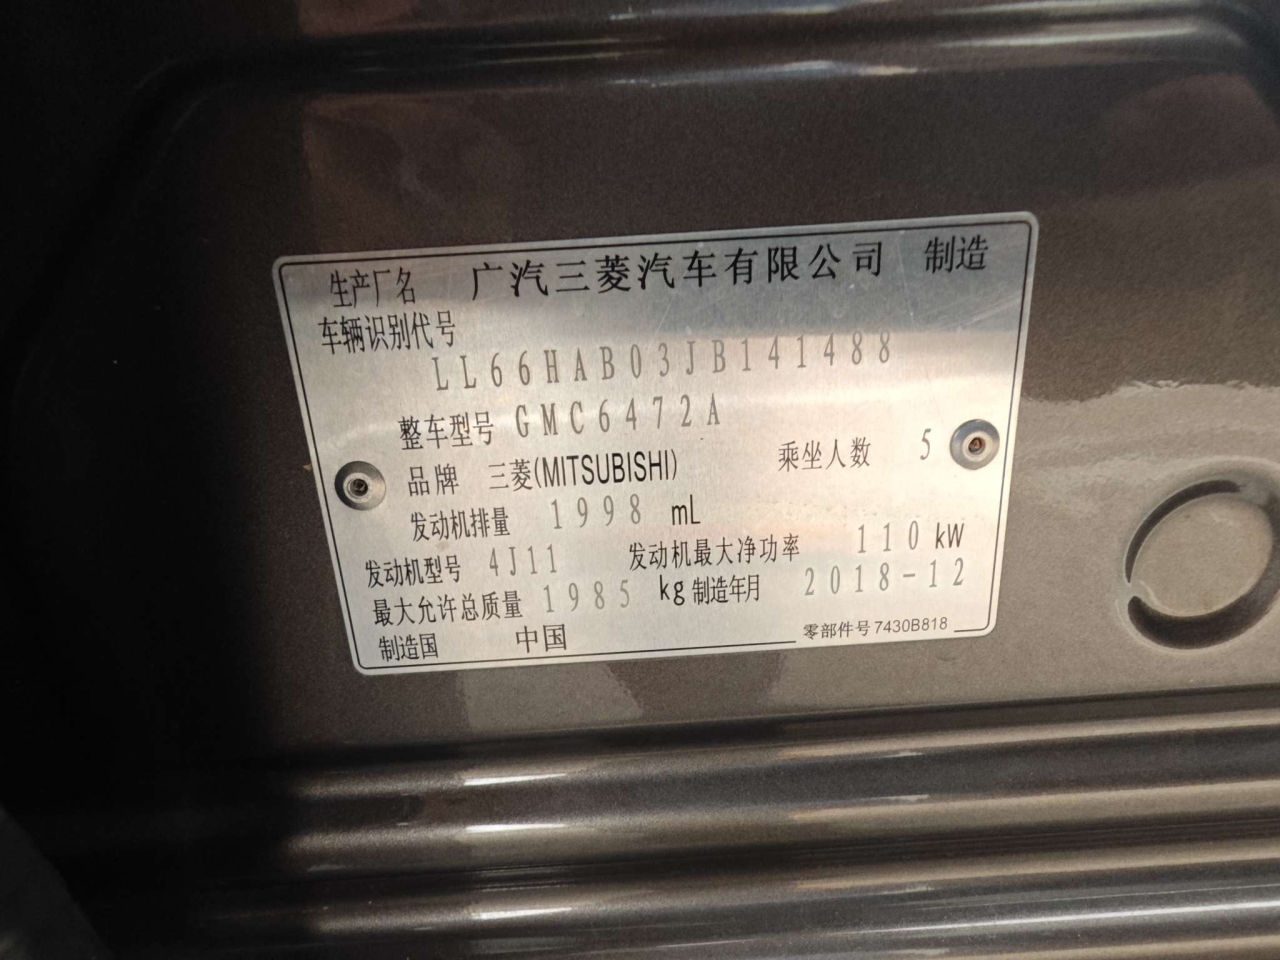 生产厂名 广汽三菱汽车有限公司 制造
车辆识别代号
LL66HAB03JB141488
整车型号 GMC6472A
品牌 三菱(MITSUBISHI) 乘坐人数 5
发动机排量 1998 mL
发动机型号 4J11 发动机最大净功率 110 kW
最大允许总质量 1985 kg 制造年月 2018-12
制造国 中国 零部件号 7430B818